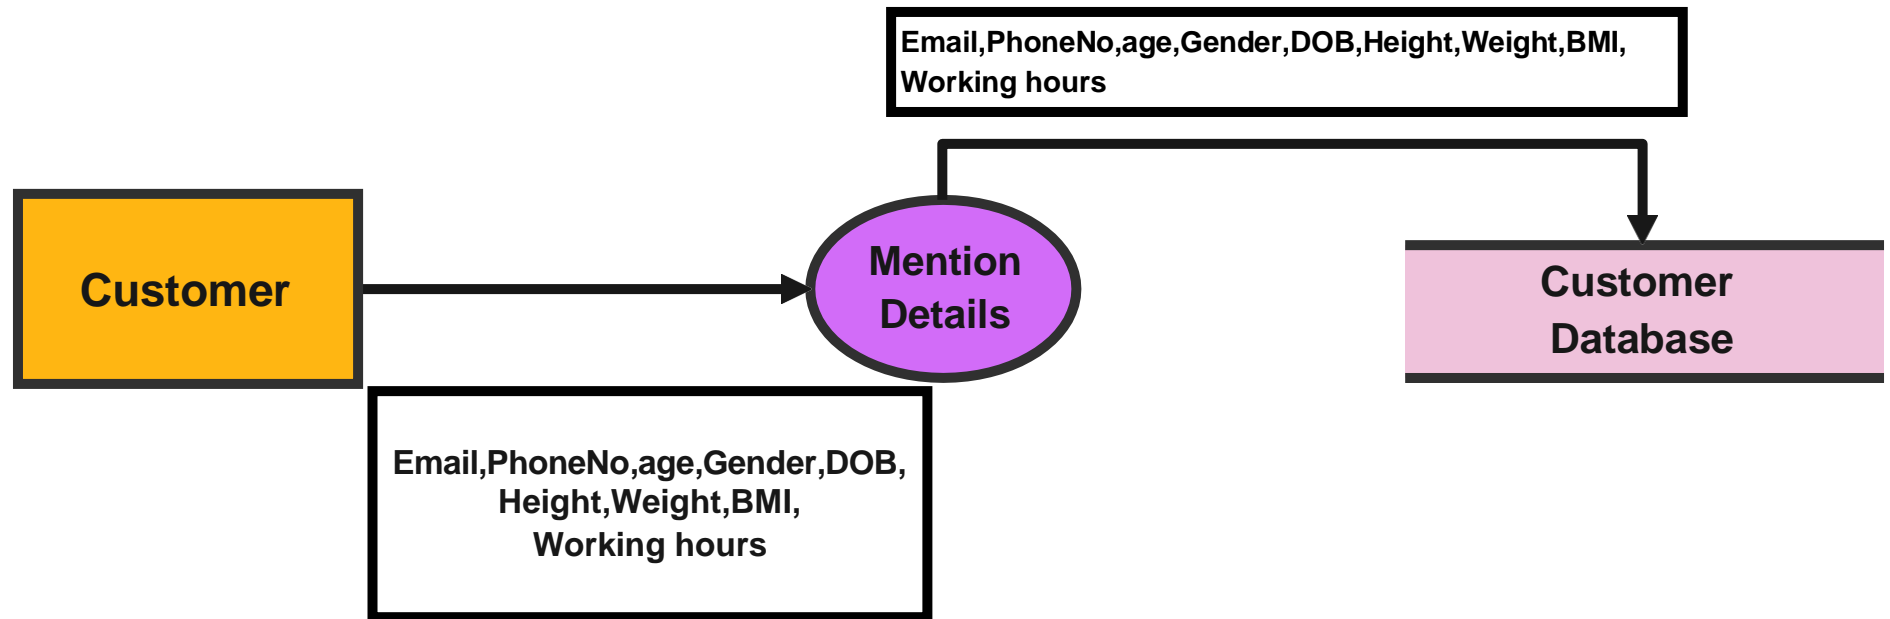 Email,PhoneNo,age,Gender,DOB,Height,Weight,BMI,
Working hours
Customer
Mention
Details
Customer
Database
Email,PhoneNo,age,Gender,DOB,
Height,Weight,BMI,
Working hours